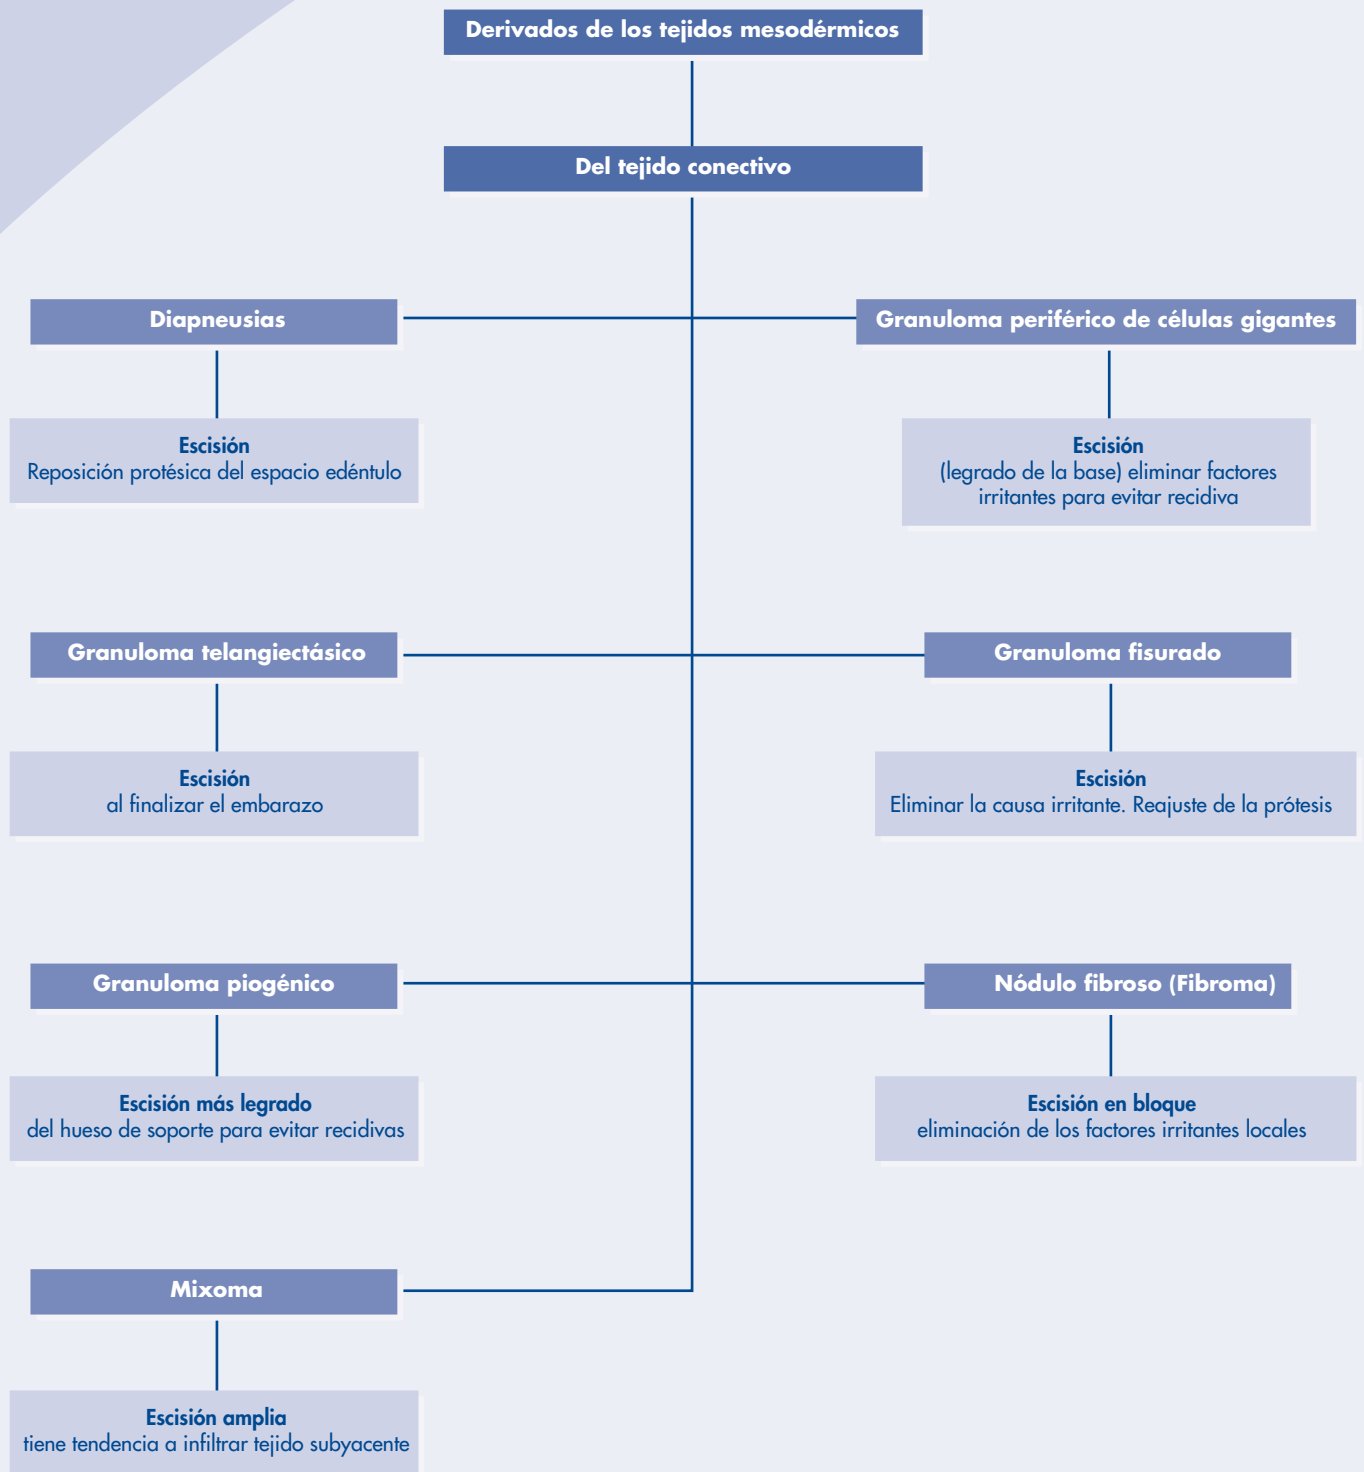 Derivados de los tejidos mesodérmicos
Del tejido conectivo
Diapneusias
Granuloma periférico de células gigantes
Escisión
Reposición protésica del espacio edéntulo
Escisión
(legrado de la base) eliminar factores
irritantes para evitar recidiva
Granuloma telangiectásico
Granuloma fisurado
Escisión
al finalizar el embarazo
Escisión
Eliminar la causa irritante. Reajuste de la prótesis
Granuloma piogénico
Nódulo fibroso (Fibroma)
Escisión más legrado
del hueso de soporte para evitar recidivas
Escisión en bloque
eliminación de los factores irritantes locales
Mixoma
Escisión amplia
tiene tendencia a infiltrar tejido subyacente